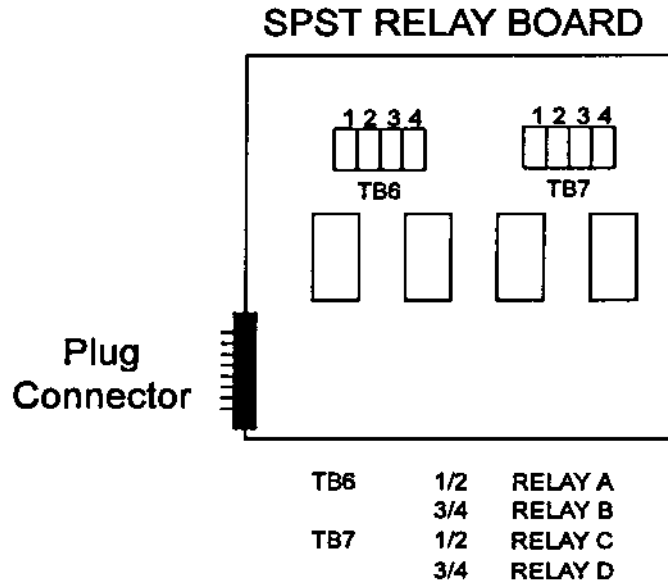 SPST RELAY BOARD
1 2 3 4
1 2 3 4
TB6
TB7
Plug
Connector
TB6 1/2 RELAY A
3/4 RELAY B
TB7 1/2 RELAY C
3/4 RELAY D